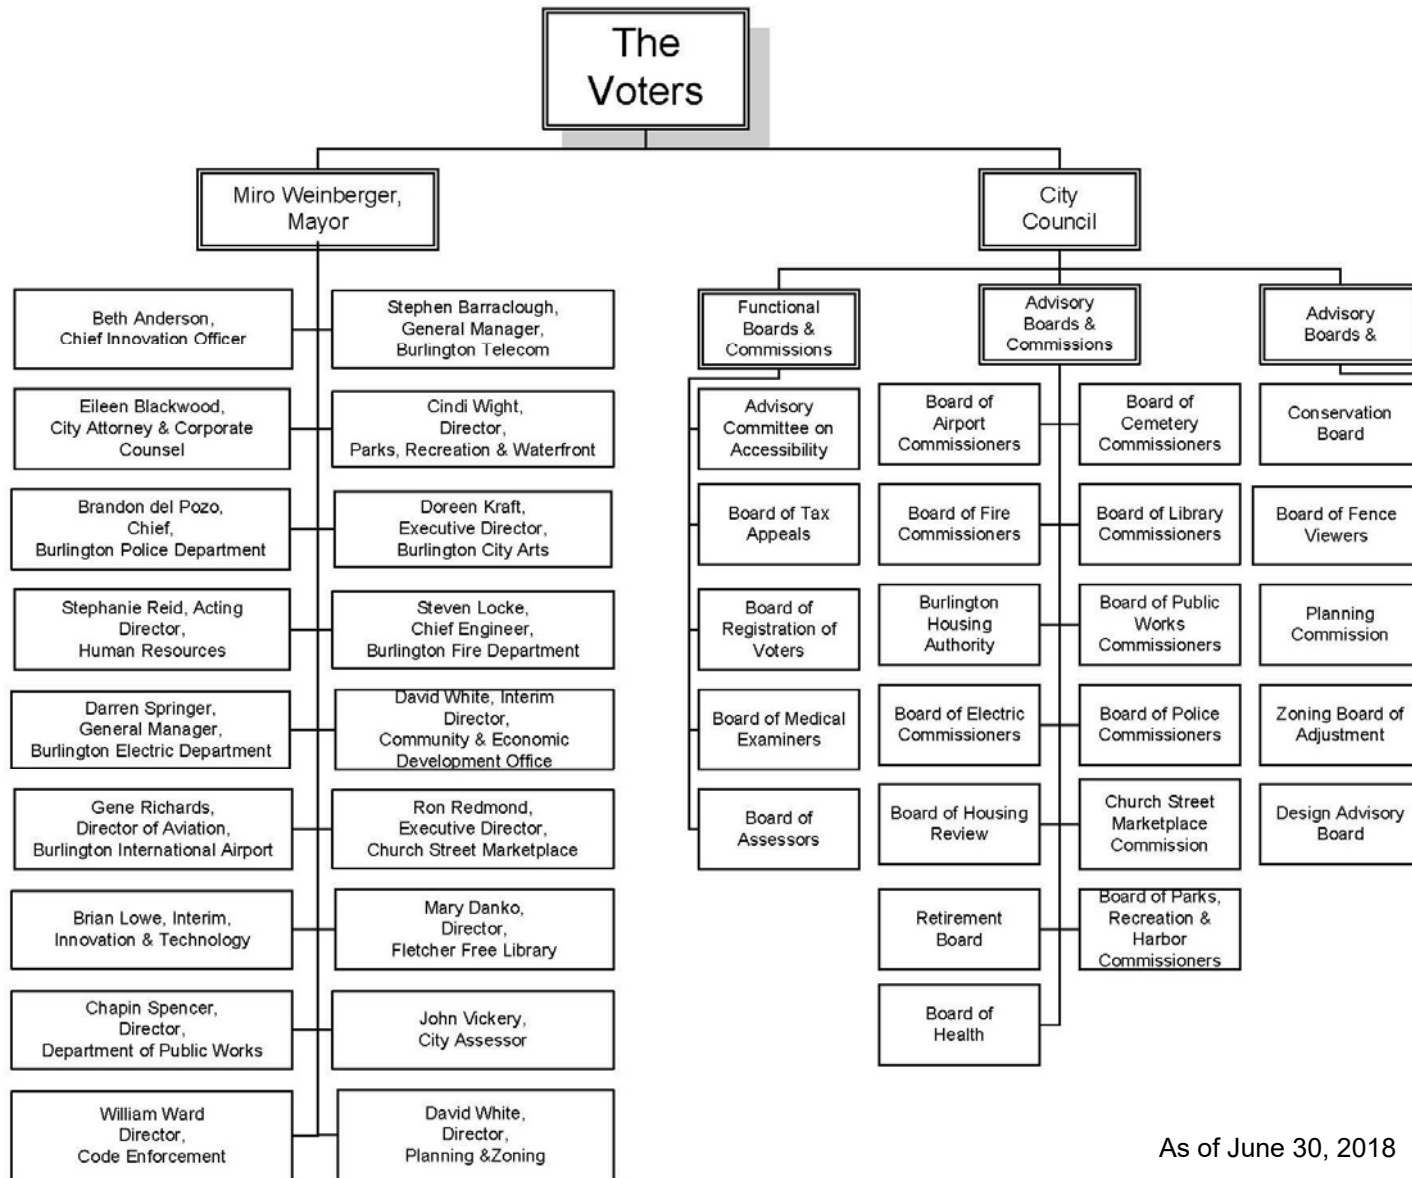 The
Voters
Miro Weinberger,
Mayor
City
Council
Beth Anderson,
Chief Innovation Officer
Stephen Barraclough,
General Manager,
Burlington Telecom
Eileen Blackwood,
City Attorney & Corporate
Counsel
Cindi Wight,
Director,
Parks, Recreation & Waterfront
Brandon del Pozo,
Chief,
Burlington Police Department
Doreen Kraft,
Executive Director,
Burlington City Arts
Stephanie Reid, Acting
Director,
Human Resources
Steven Locke,
Chief Engineer,
Burlington Fire Department
Darren Springer,
General Manager,
Burlington Electric Department
David White, Interim
Director,
Community & Economic
Development Office
Gene Richards,
Director of Aviation,
Burlington International Airport
Ron Redmond,
Executive Director,
Church Street Marketplace
Brian Lowe, Interim,
Innovation & Technology
Mary Danko,
Director,
Fletcher Free Library
Chapin Spencer,
Director,
Department of Public Works
John Vickery,
City Assessor
William Ward
Director,
Code Enforcement
David White,
Director,
Planning &Zoning
Functional
Boards &
Commissions
Advisory
Committee on
Accessibility
Board of Tax
Appeals
Board of
Registration of
Voters
Board of Medical
Examiners
Board of
Assessors
Advisory
Boards &
Commissions
Board of
Airport
Commissioners
Board of
Cemetery
Commissioners
Board of Fire
Commissioners
Board of Library
Commissioners
Burlington
Housing
Authority
Board of Public
Works
Commissioners
Board of Electric
Commissioners
Board of Police
Commissioners
Board of Housing
Review
Church Street
Marketplace
Commission
Retirement
Board
Board of Parks,
Recreation &
Harbor
Commissioners
Board of
Health
Advisory
Boards &
Conservation
Board
Board of Fence
Viewers
Planning
Commission
Zoning Board of
Adjustment
Design Advisory
Board
As of June 30, 2018